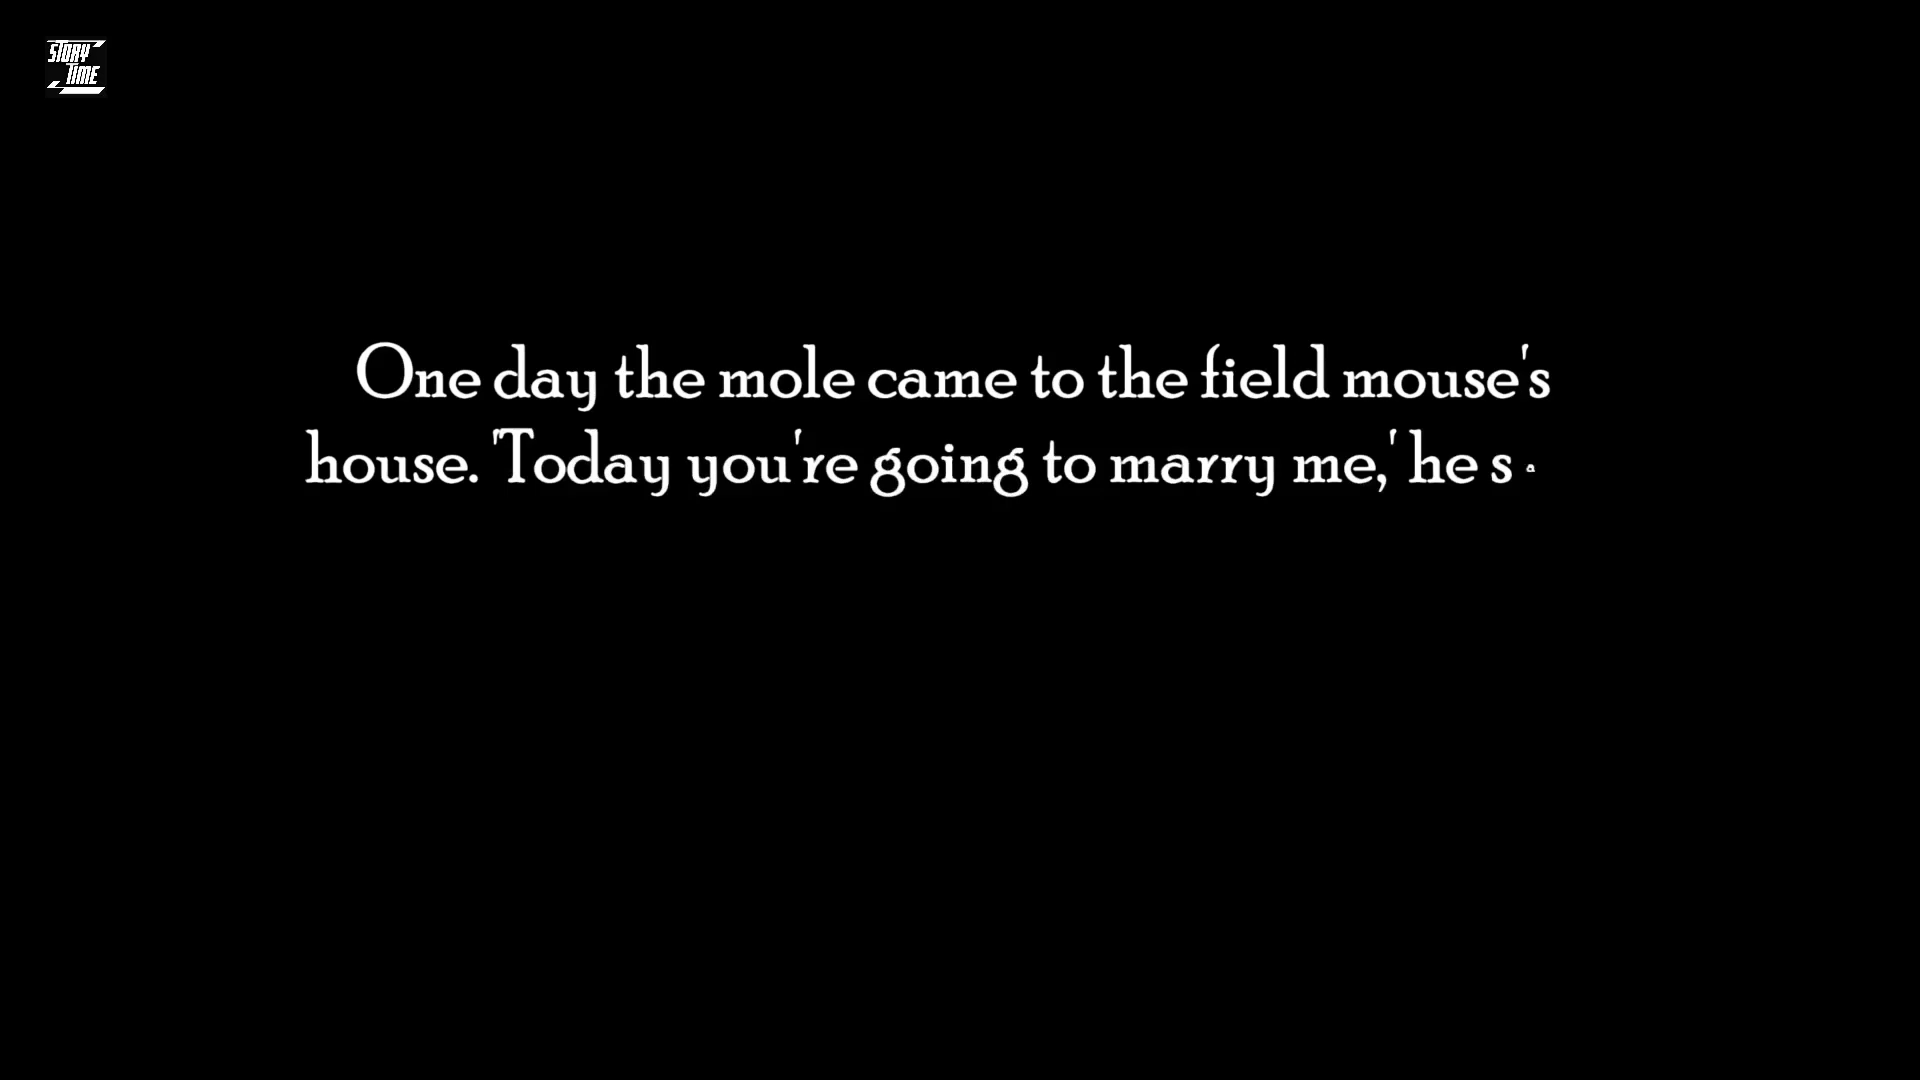 STORY
TIME
One day the mole came to the field mouse's
house. 'Today you're going to marry me,' he s a